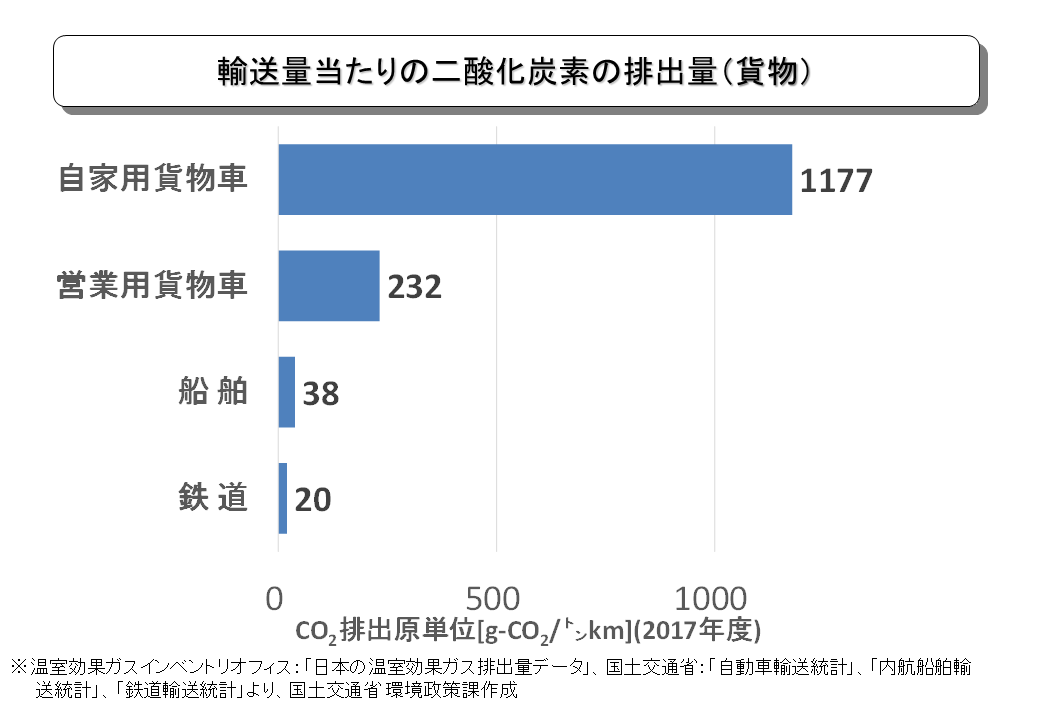 輸送量当たりの二酸化炭素の排出量(貨物)
自家用貨物車
1177
営業用貨物車
232
船 舶
38
鉄 道
20
0 500 1000
CO₂排出原単位[g-CO₂/㌧km](2017年度)
※温室効果ガスインベントリオフィス:「日本の温室効果ガス排出量データ」、国土交通省:「自動車輸送統計」、「内航船舶輸
送統計」、「鉄道輸送統計」より、国土交通省 環境政策課作成